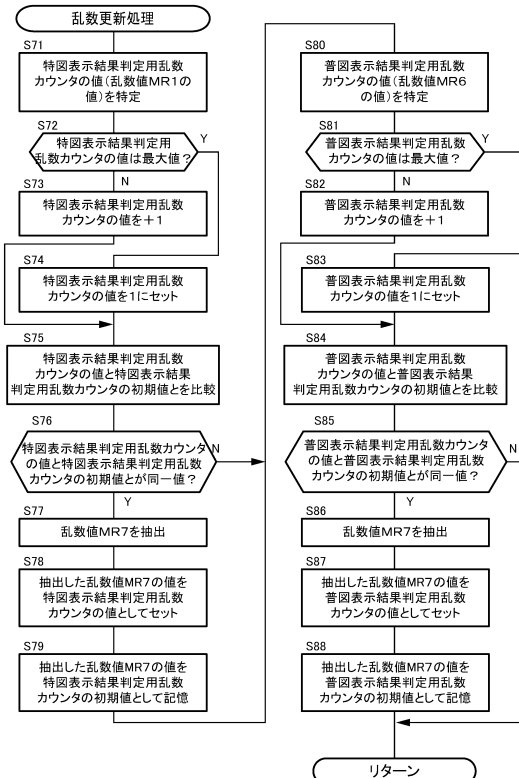 乱数更新処理
S71
特図表示結果判定用乱数
カウンタの値(乱数値MR1の
値)を特定
S72
特図表示結果判定用
乱数カウンタの値は最大値?
Y
N
S73
特図表示結果判定用乱数
カウンタの値を+1
S74
特図表示結果判定用乱数
カウンタの値を1にセット
S75
特図表示結果判定用乱数
カウンタの値と特図表示結果
判定用乱数カウンタの初期値とを比較
S76
特図表示結果判定用乱数カウンタ
の値と特図表示結果判定用乱数
カウンタの初期値とが同一値?
N
Y
S77
乱数値MR7を抽出
S78
抽出した乱数値MR7の値を
特図表示結果判定用乱数
カウンタの値としてセット
S79
抽出した乱数値MR7の値を
特図表示結果判定用乱数
カウンタの初期値として記憶
S80
普図表示結果判定用乱数
カウンタの値(乱数値MR6
の値)を特定
S81
普図表示結果判定用乱数
カウンタの値は最大値?
Y
N
S82
普図表示結果判定用乱数
カウンタの値を+1
S83
普図表示結果判定用乱数
カウンタの値を1にセット
S84
普図表示結果判定用乱数
カウンタの値と普図表示結果
判定用乱数カウンタの初期値とを比較
S85
普図表示結果判定用乱数カウンタ
の値と普図表示結果判定用乱数
カウンタの初期値とが同一値?
N
Y
S86
乱数値MR7を抽出
S87
抽出した乱数値MR7の値を
普図表示結果判定用乱数
カウンタの値としてセット
S88
抽出した乱数値MR7の値を
普図表示結果判定用乱数
カウンタの初期値として記憶
リターン